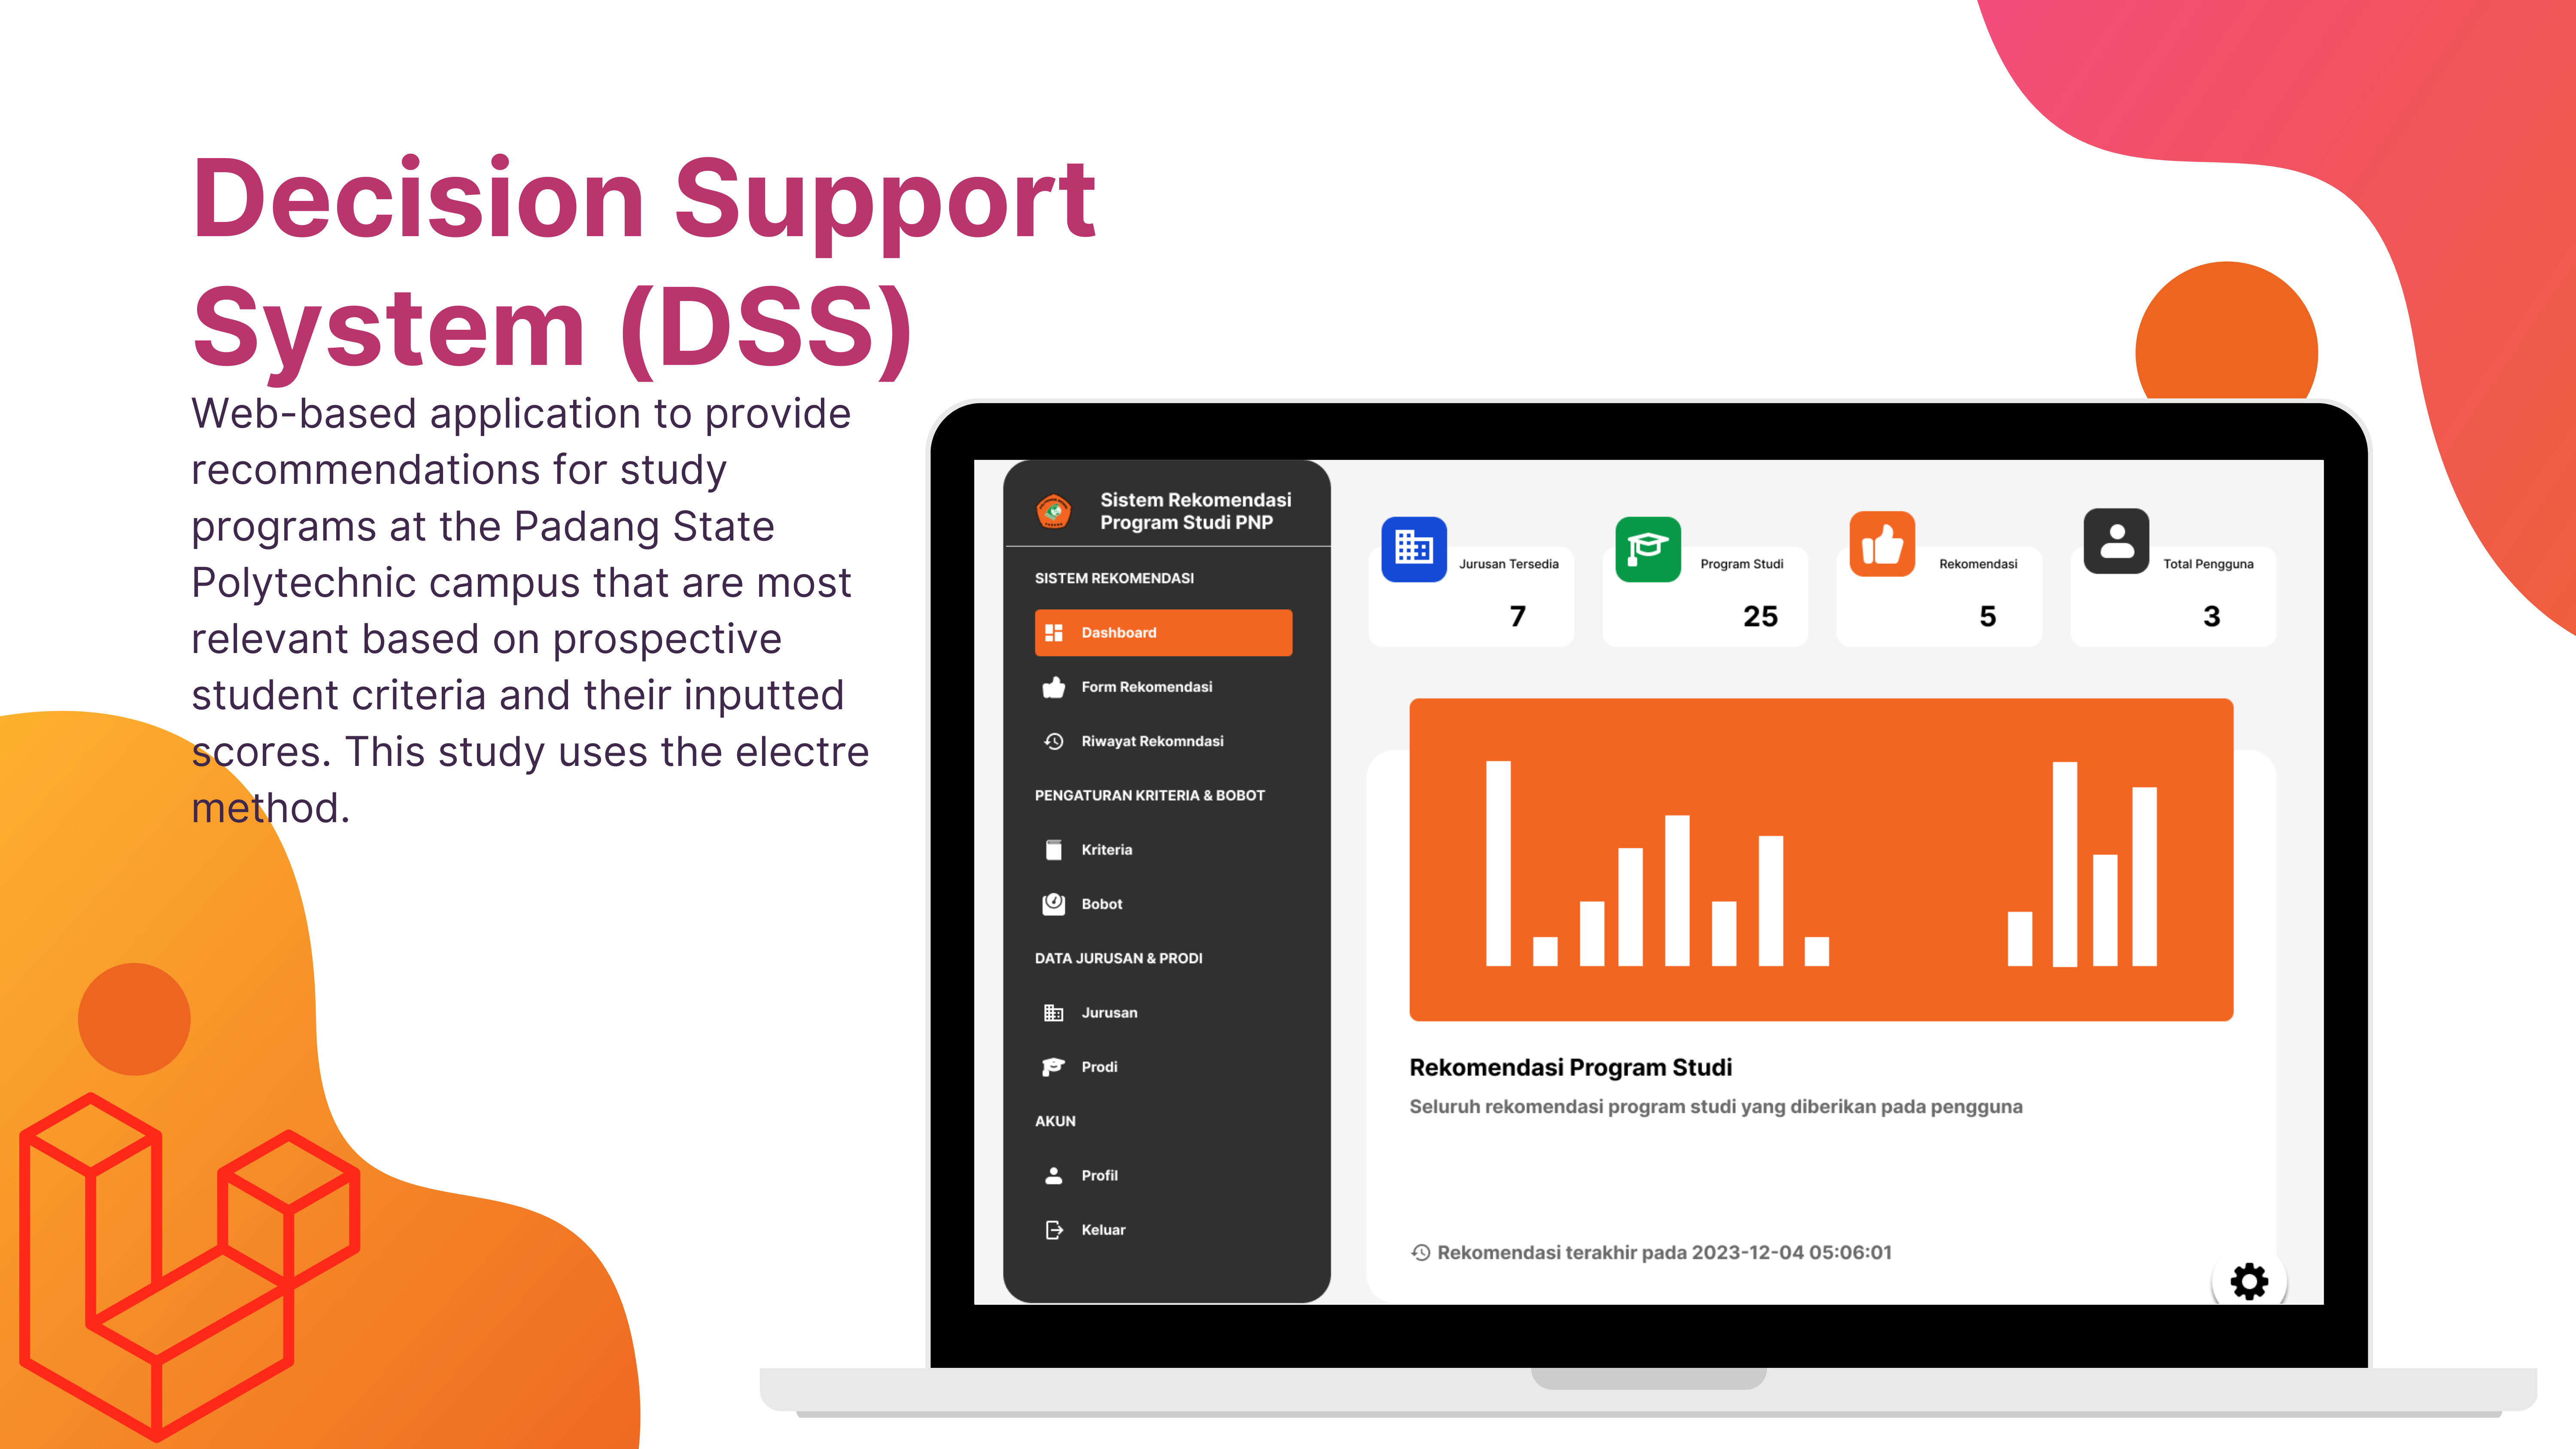 Decision Support
System (DSS)
Web-based application to provide
recommendations for study
programs at the Padang State
Polytechnic campus that are most
relevant based on prospective
student criteria and their inputted
scores. This study uses the electre
method.
Sistem Rekomendasi
Program Studi PNP
SISTEM REKOMENDASI
Dashboard
Form Rekomendasi
Riwayat Rekomndasi
PENGATURAN KRITERIA & BOBOT
Kriteria
Bobot
DATA JURUSAN & PRODI
Jurusan
Prodi
AKUN
Profil
Keluar
Jurusan Tersedia
7
Program Studi
25
Rekomendasi
5
Total Pengguna
3
Rekomendasi Program Studi
Seluruh rekomendasi program studi yang diberikan pada pengguna
Rekomendasi terakhir pada 2023-12-04 05:06:01